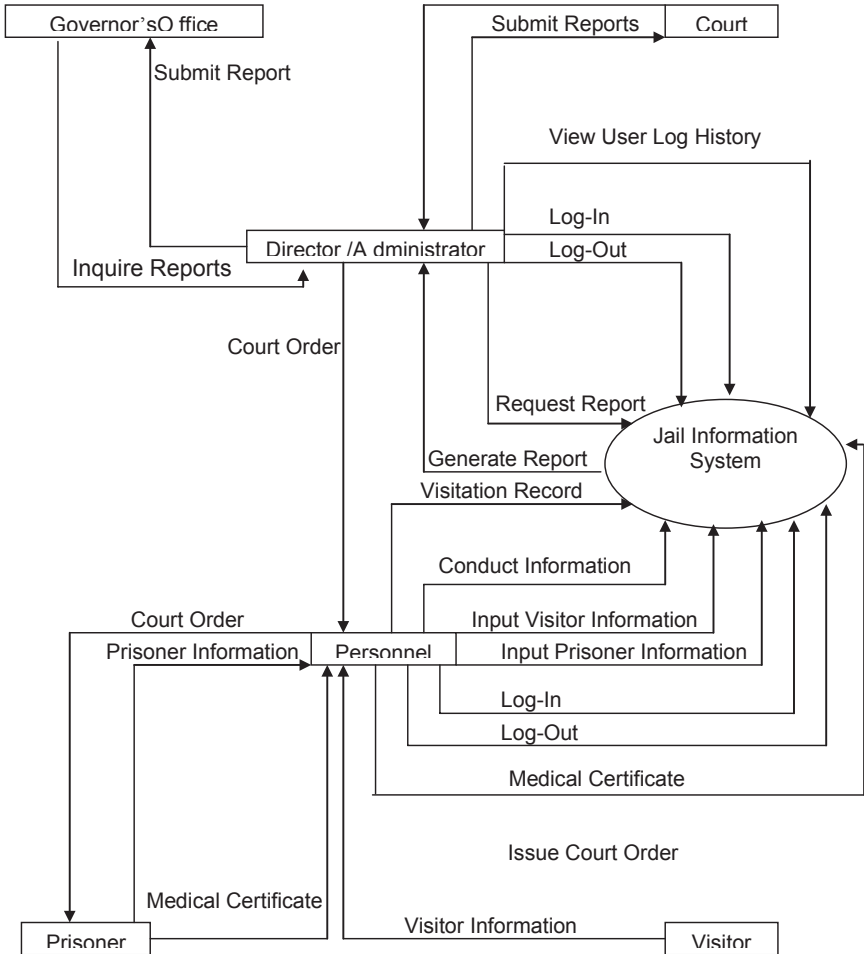 Governor'sO ffice
Submit Reports
Court
Submit Report
View User Log History
Log-In
Director /A dministrator
Log-Out
Inquire Reports
Court Order
Request Report
Jail Information
System
Generate Report
Visitation Record
Conduct Information
Court Order
Input Visitor Information
Prisoner Information
Personnel
Input Prisoner Information
Log-In
Log-Out
Medical Certificate
Issue Court Order
Medical Certificate
Visitor Information
Prisoner
Visitor